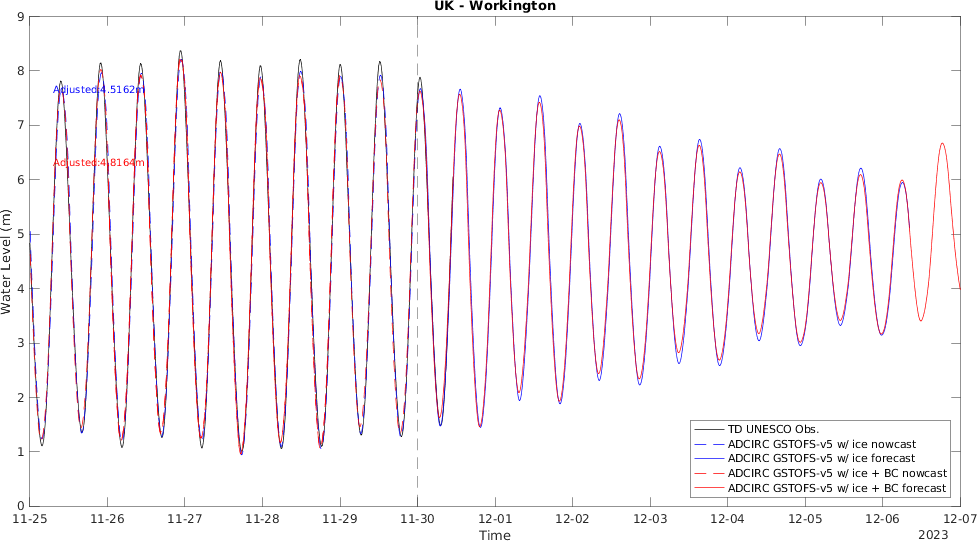 UK - Workington
9
8
7
6
5
4
3
2
1
0
Water Level (m)
Adjusted:4.5162m
Adjusted:4.8164m
TD UNESCO Obs.
ADCIRC GSTOFS-v5 w/ ice nowcast
ADCIRC GSTOFS-v5 w/ ice forecast
ADCIRC GSTOFS-v5 w/ ice + BC nowcast
ADCIRC GSTOFS-v5 w/ ice + BC forecast
11-25 11-26 11-27 11-28 11-29 11-30 12-01 12-02 12-03 12-04 12-05 12-06 12-07
Time
2023